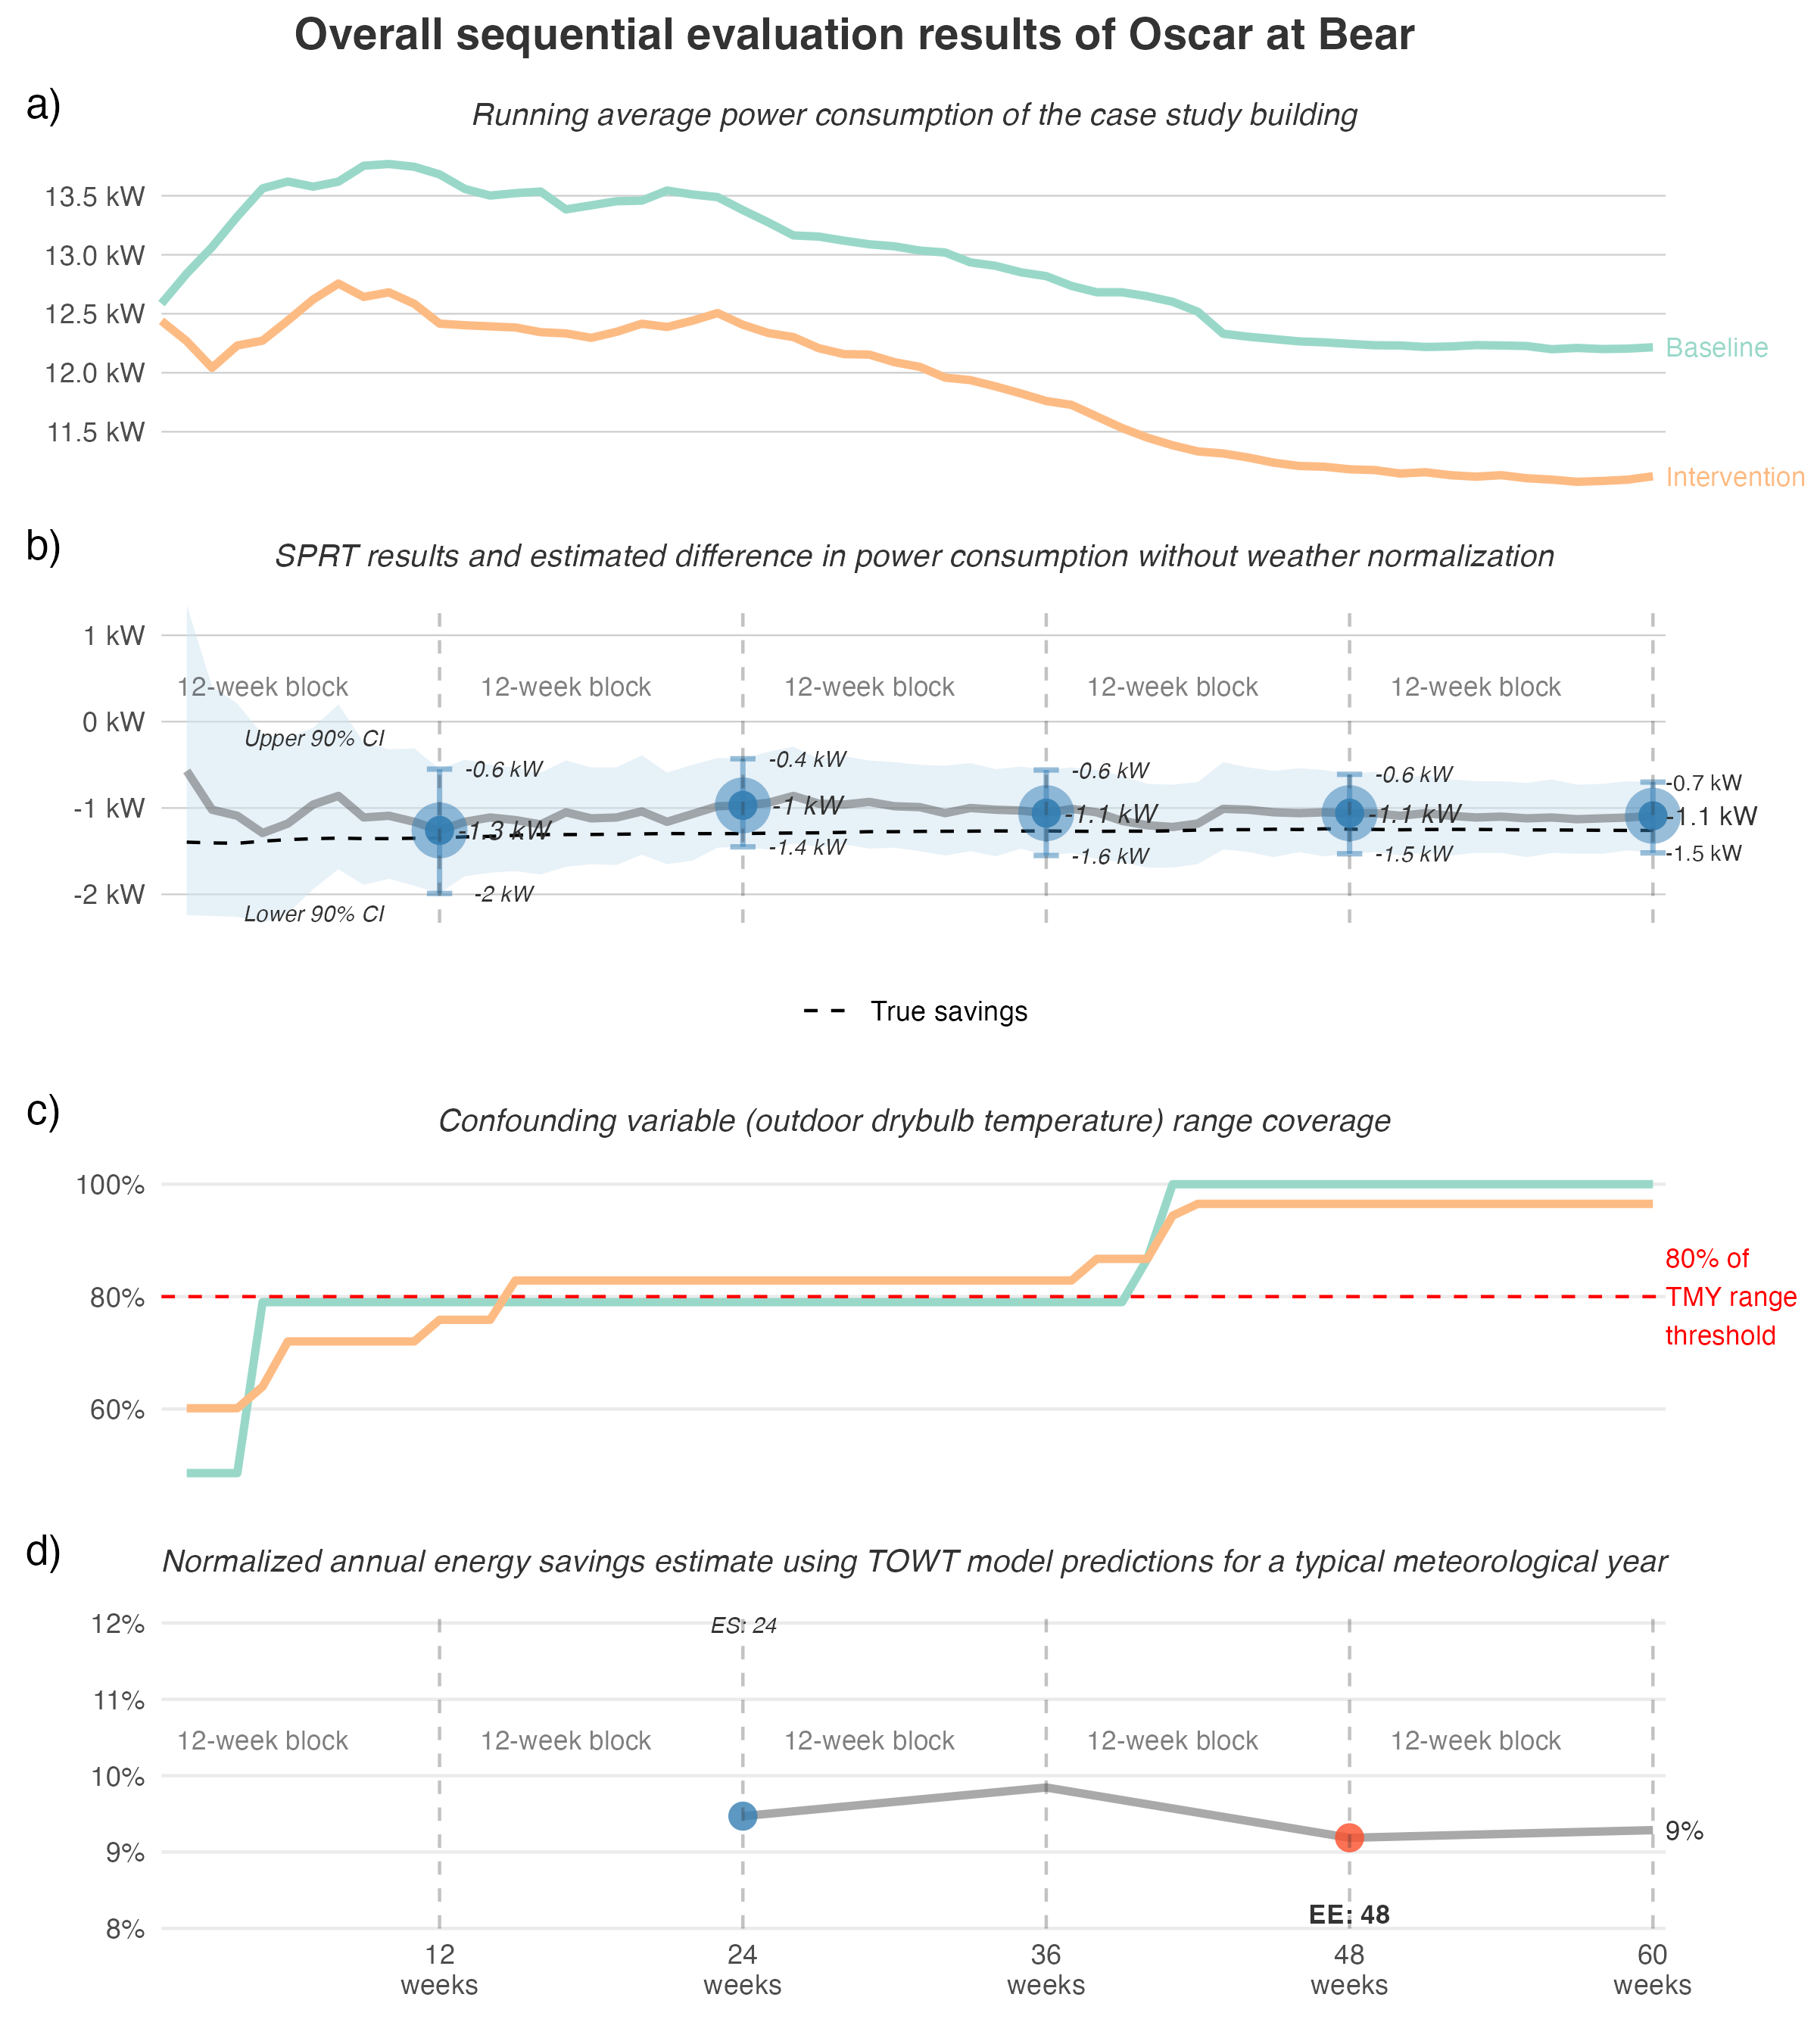 Overall sequential evaluation results of Oscar at Bear
a)
Running average power consumption of the case study building
13.5 kW
13.0 kW
12.5 kW
12.0 kW
11.5 kW
Baseline
Intervention
b)
SPRT results and estimated difference in power consumption without weather normalization
1 kW
0 kW
-1 kW
-2 kW
12-week block
12-week block
12-week block
12-week block
12-week block
Upper 90% CI
Lower 90% CI
-0.6 kW
-1.3 kW
-2 kW
-0.4 kW
-1 kW
-1.4 kW
-0.6 kW
-1.1 kW
-1.6 kW
-0.6 kW
-1.1 kW
-1.5 kW
-0.7 kW
-1.1 kW
-1.5 kW
True savings
c)
Confounding variable (outdoor drybulb temperature) range coverage
100%
80%
60%
80% of
TMY range
threshold
d)
Normalized annual energy savings estimate using TOWT model predictions for a typical meteorological year
12%
11%
10%
9%
8%
ES: 24
12-week block
12-week block
12-week block
12-week block
12-week block
9%
EE: 48
12
weeks
24
weeks
36
weeks
48
weeks
60
weeks